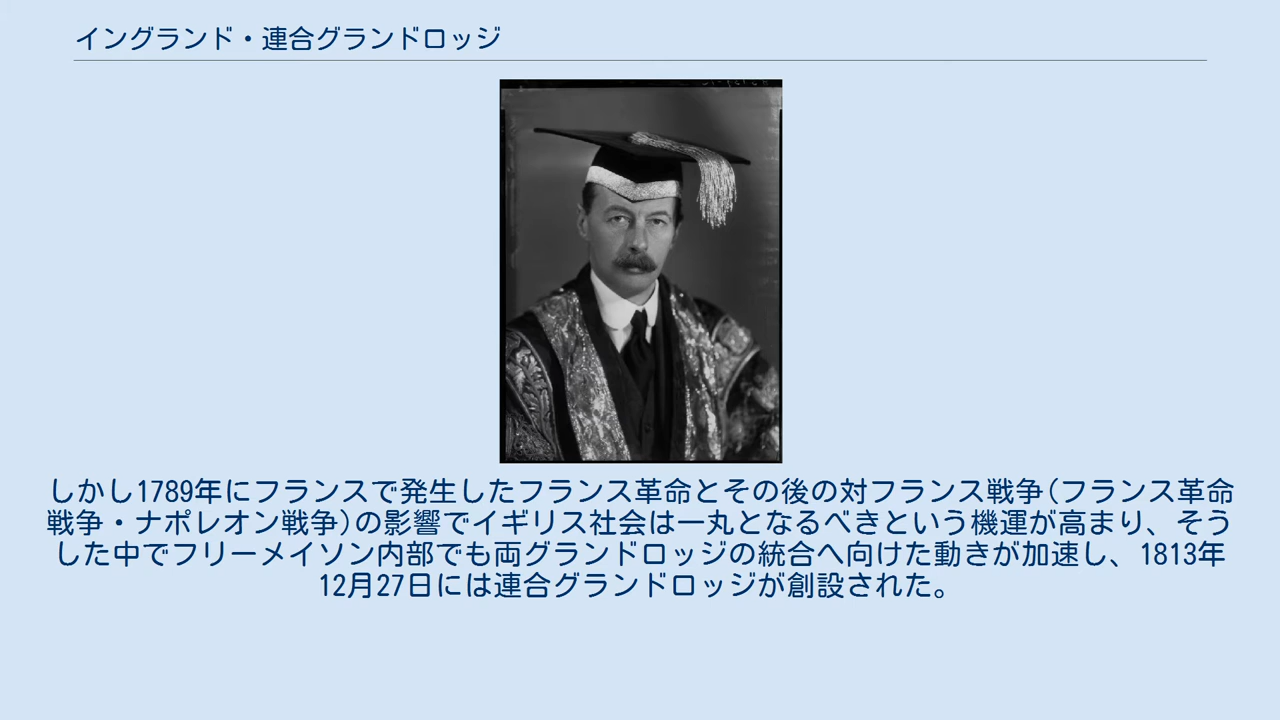 イングランド・連合グランドロッジ
しかし1789年にフランスで発生したフランス革命とその後の対フランス戦争(フランス革命
戦争・ナポレオン戦争)の影響でイギリス社会は一丸となるべきという機運が高まり、そう
した中でフリーメイソン内部でも両グランドロッジの統合へ向けた動きが加速し、1813年
12月27日には連合グランドロッジが創設された。